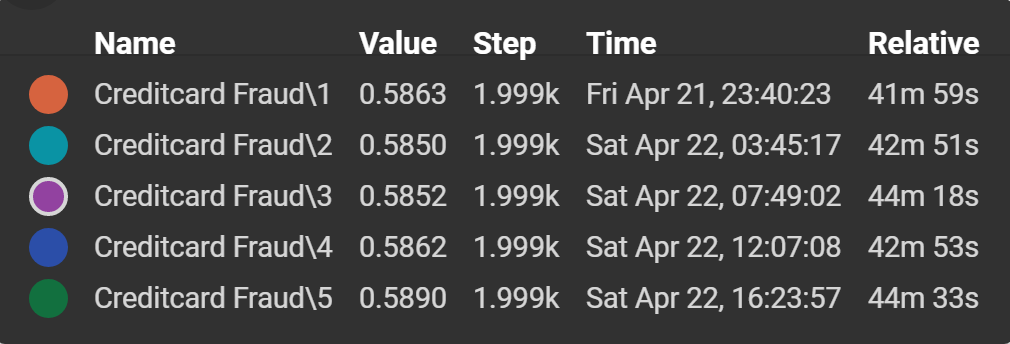 Name Value Step Time Relative
Creditcard Fraud\1 0.5863 1.999k Fri Apr 21, 23:40:23 41m 59s
Creditcard Fraud\2 0.5850 1.999k Sat Apr 22, 03:45:17 42m 51s
Creditcard Fraud\3 0.5852 1.999k Sat Apr 22, 07:49:02 44m 18s
Creditcard Fraud\4 0.5862 1.999k Sat Apr 22, 12:07:08 42m 53s
Creditcard Fraud\5 0.5890 1.999k Sat Apr 22, 16:23:57 44m 33s